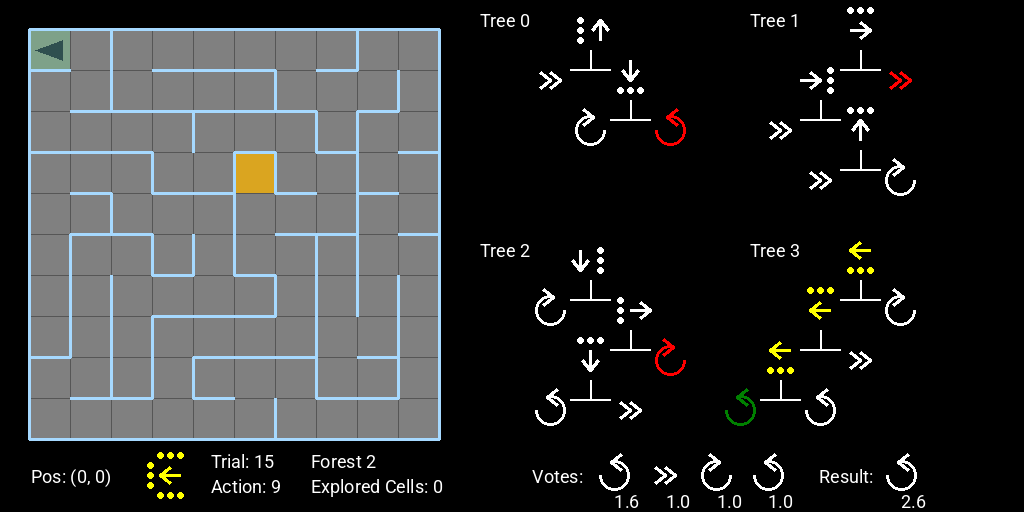 Tree 0
Tree 1
Tree 2
Tree 3
Pos: (0, 0)
Trial: 15
Forest 2
Action: 9
Explored Cells: 0
Votes:
1.6
1.0
1.0
1.0
Result:
2.6